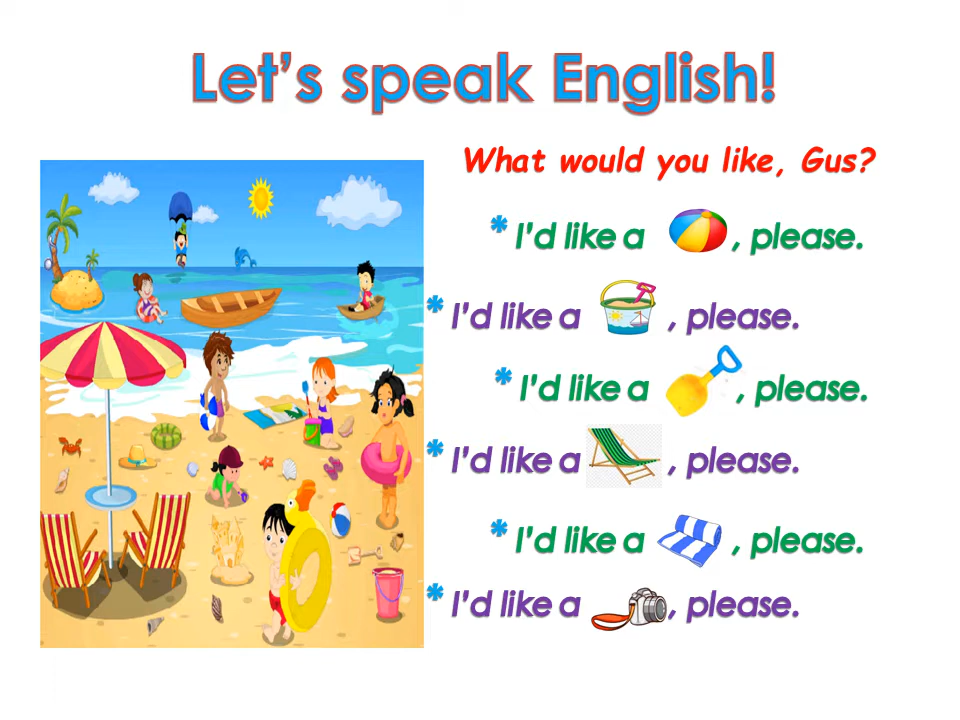 Let's speak English!
What would you like, Gus?
* I'd like a , please.
* I'd like a , please.
* I'd like a , please.
* I'd like a , please.
* I'd like a , please.
* I'd like a , please.